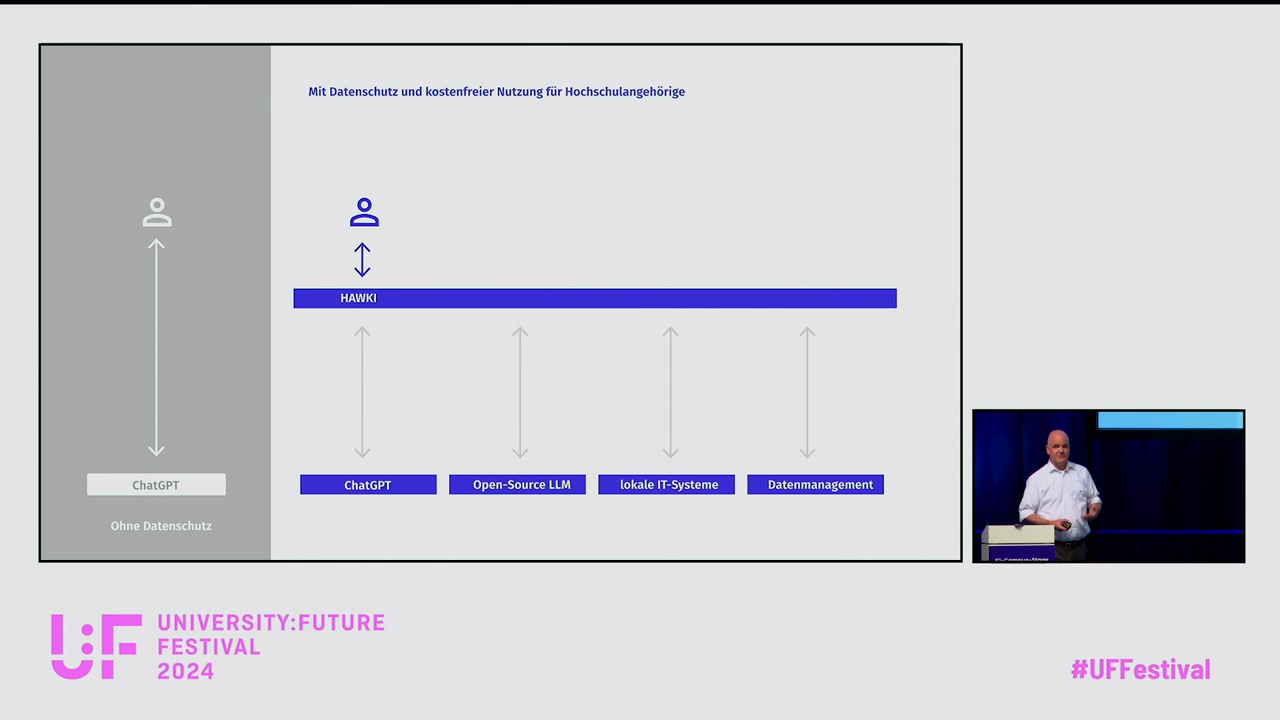 Mit Datenschutz und kostenfreier Nutzung für Hochschulangehörige
HAWKI
ChatGPT
Ohne Datenschutz
ChatGPT
Open-Source LLM
lokale IT-Systeme
Datenmanagement
U:F
UNIVERSITY:FUTURE
FESTIVAL
2024
#UFFestival